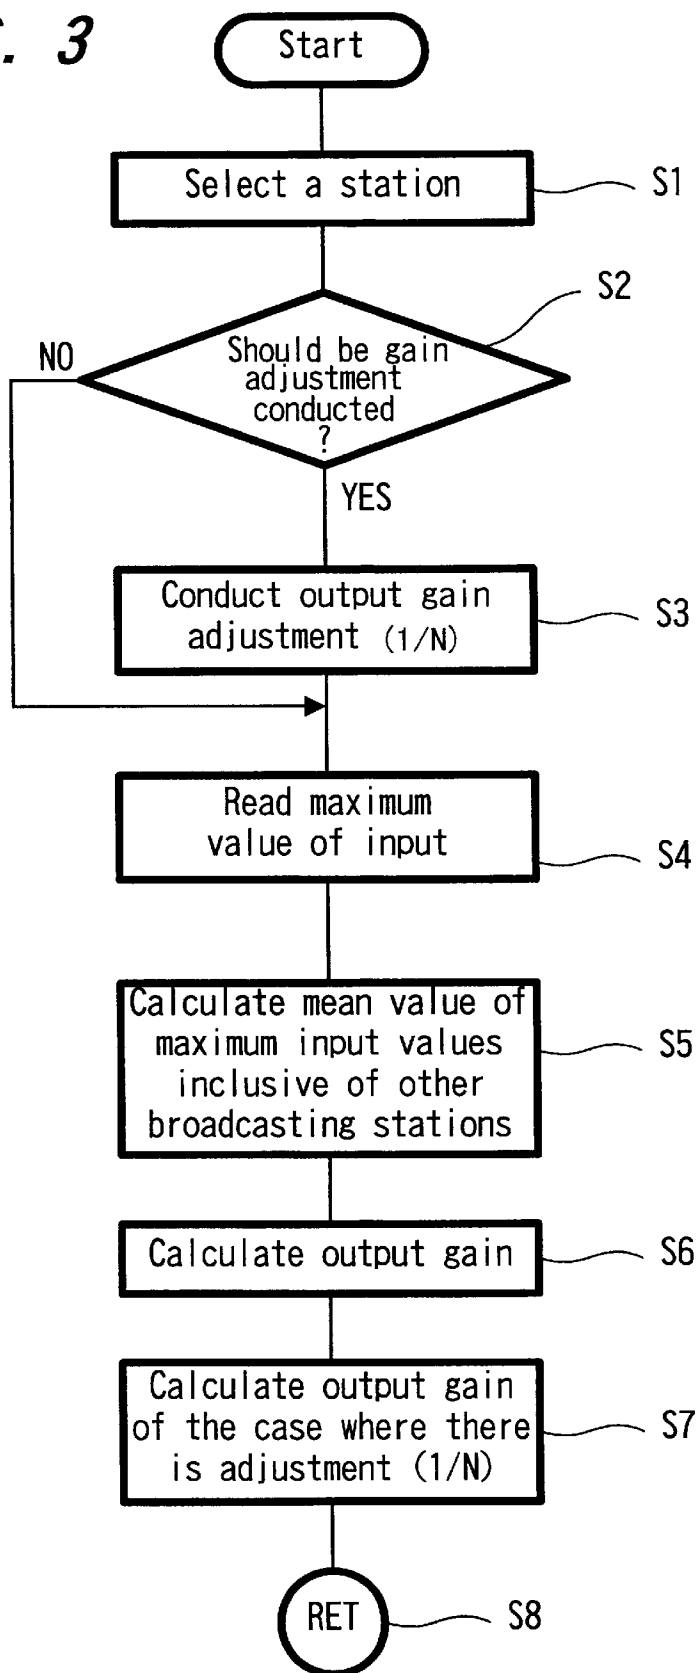 . 3
Start
Select a station
S1
S2
NO
Should be gain
adjustment
conducted
?
YES
Conduct output gain
adjustment (1/N)
S3
Read maximum
value of input
S4
Calculate mean value of
maximum input values
inclusive of other
broadcasting stations
S5
Calculate output gain
S6
Calculate output gain
of the case where there
is adjustment (1/N)
S7
RET
S8